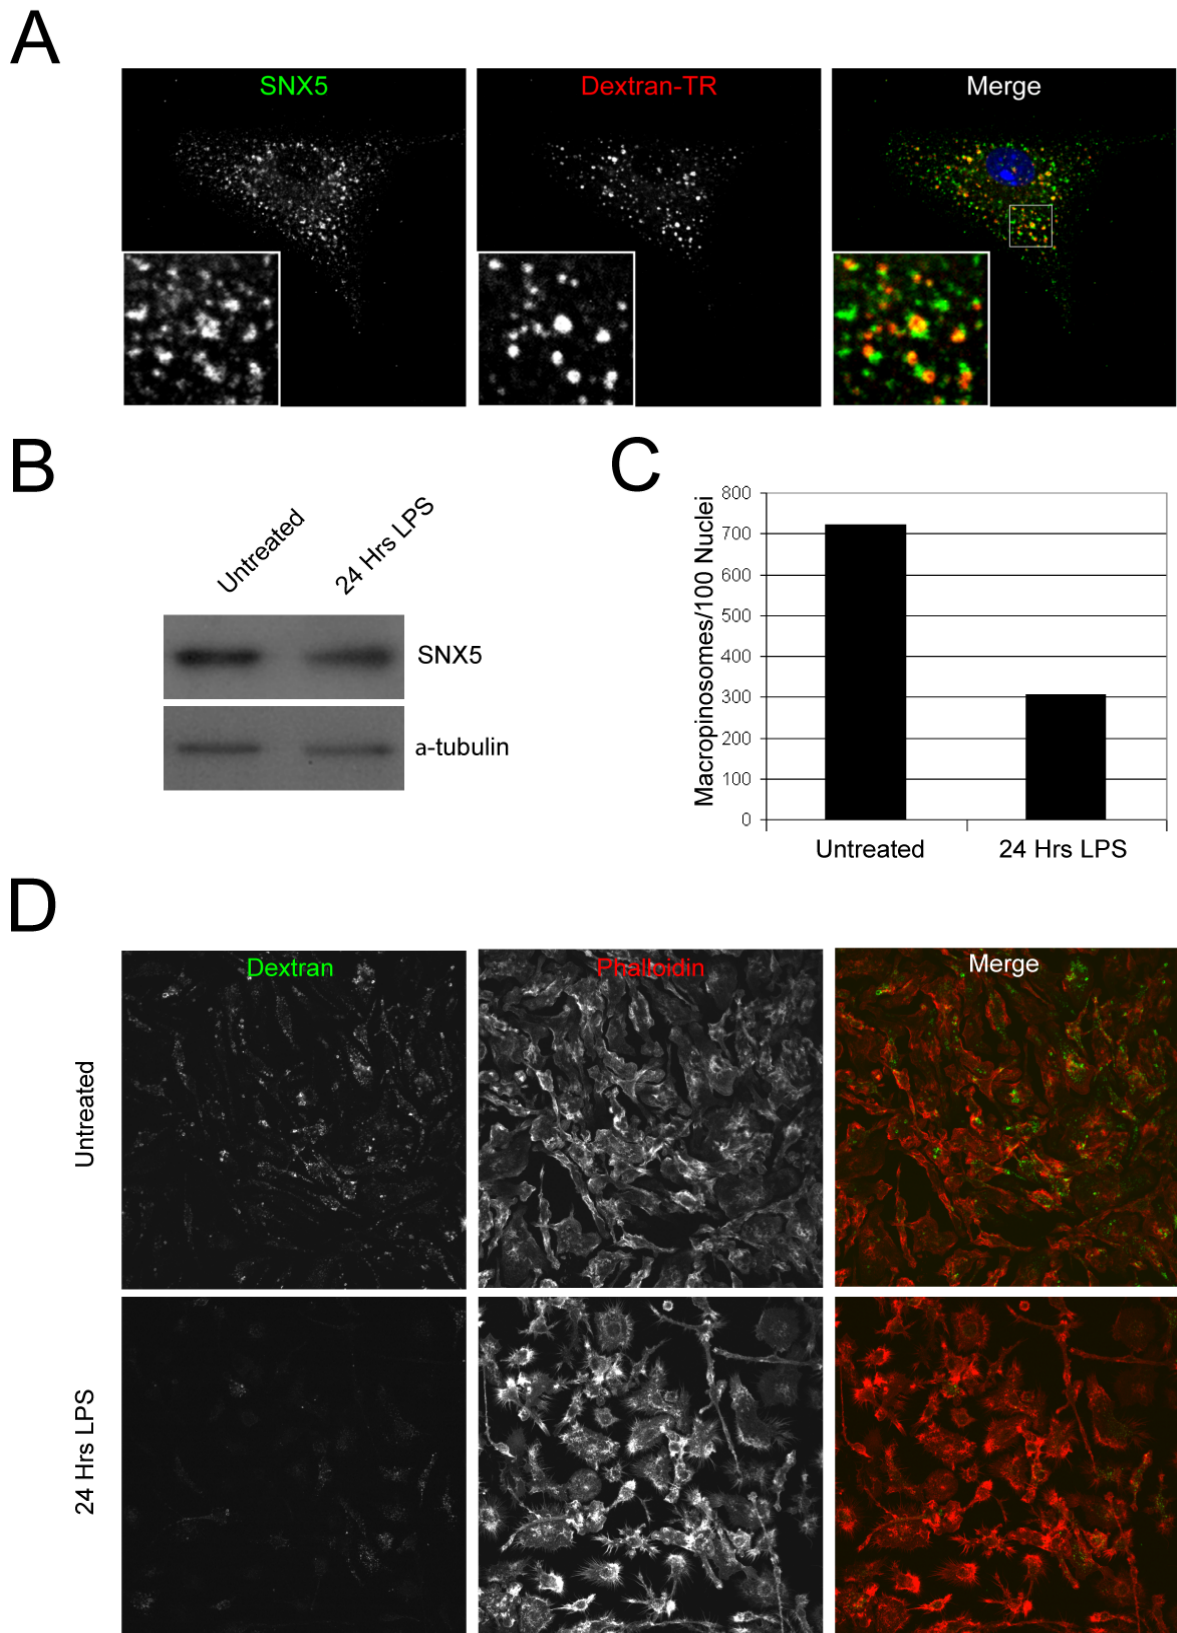 A
SNX5
Dextran-TR
Merge
B
Untreated
24 Hrs LPS
SNX5
a-tubulin
C
Macropinosomes/100 Nuclei
800
700
600
500
400
300
200
100
0
Untreated
24 Hrs LPS
D
Dextran
Phalloidin
Merge
Untreated
24 Hrs LPS